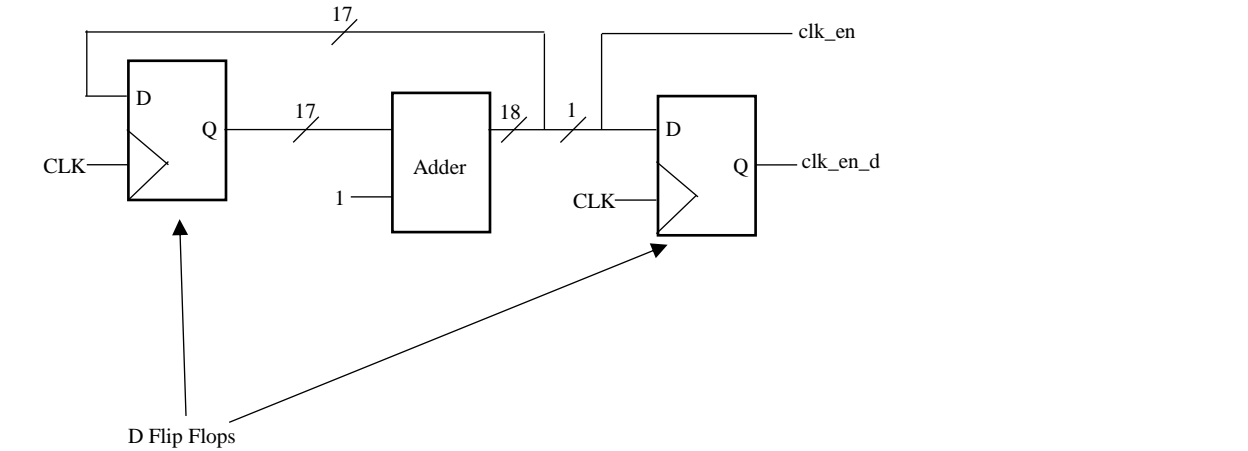 17
clk_en
D
Q
CLK
17
Adder
1
18
1
D
Q
CLK
clk_en_d
D Flip Flops